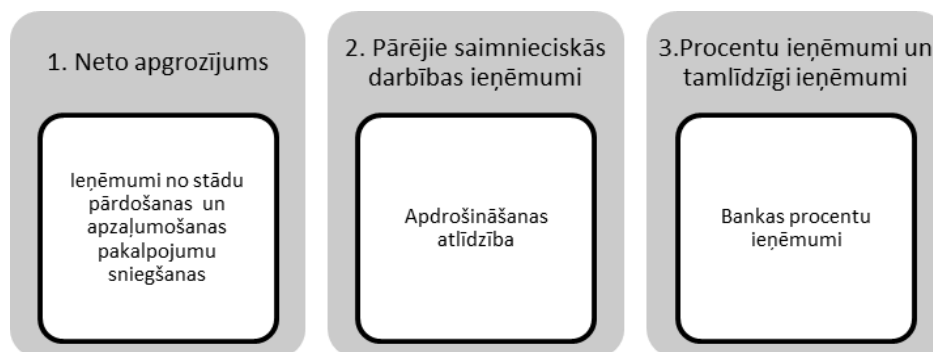 1. Neto apgrozījums
Ieņēmumi no stādu
pārdošanas un
apzaļumošanas
pakalpojumu
sniegšanas
2. Pārējie saimnieciskās
darbības ieņēmumi
Apdrošināšanas
atlīdzība
3.Procentu ieņēmumi un
tamlīdzīgi ieņēmumi
Bankas procentu
ieņēmumi